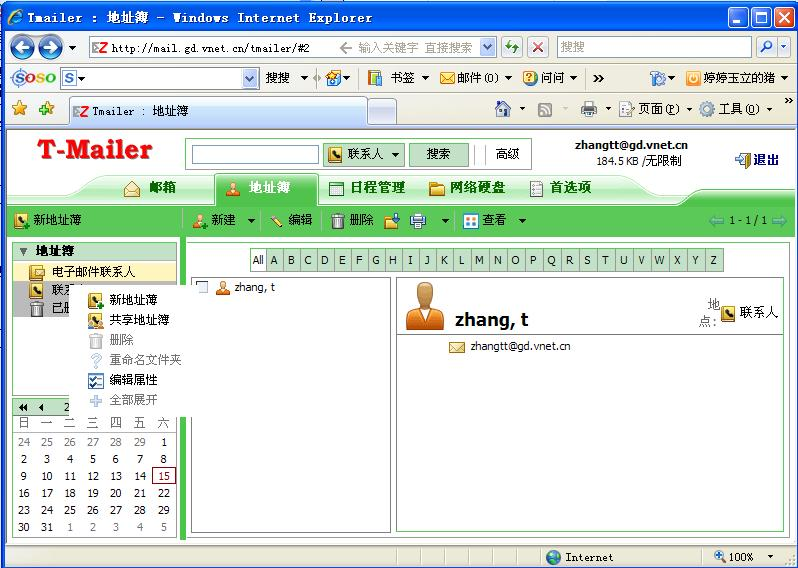 Tmailer : 地址簿 - Windows Internet Explorer
http://mail.gd.vnet.cn/tmailer/#2 输入关键字 直接搜索 搜搜
SOSO S 搜搜 书签 邮件(0) 问问 » 婷婷玉立的猪
Tmailer : 地址簿 页面(P) 工具(O) »
T-Mailer 联系人 搜索 高级 zhangtt@gd.vnet.cn
184.5 KB /无限制 退出
邮箱 地址簿 日程管理 网络硬盘 首选项
新地址簿 新建 编辑 删除 查看 1 - 1 / 1
地址簿
电子邮件联系人
联系
已删
新地址簿
共享地址簿
删除
重命名文件夹
编辑属性
全部展开
2
日 一 二 三 四 五 六
24 25 26 27 28 29 1
2 3 4 5 6 7 8
9 10 11 12 13 14 15
16 17 18 19 20 21 22
23 24 25 26 27 28 29
30 31 1 2 3 4 5
All A B C D E F G H I J K L M N O P Q R S T U V W X Y Z
zhang, t
zhang, t 地点: 联系人
zhangtt@gd.vnet.cn
Internet 100%